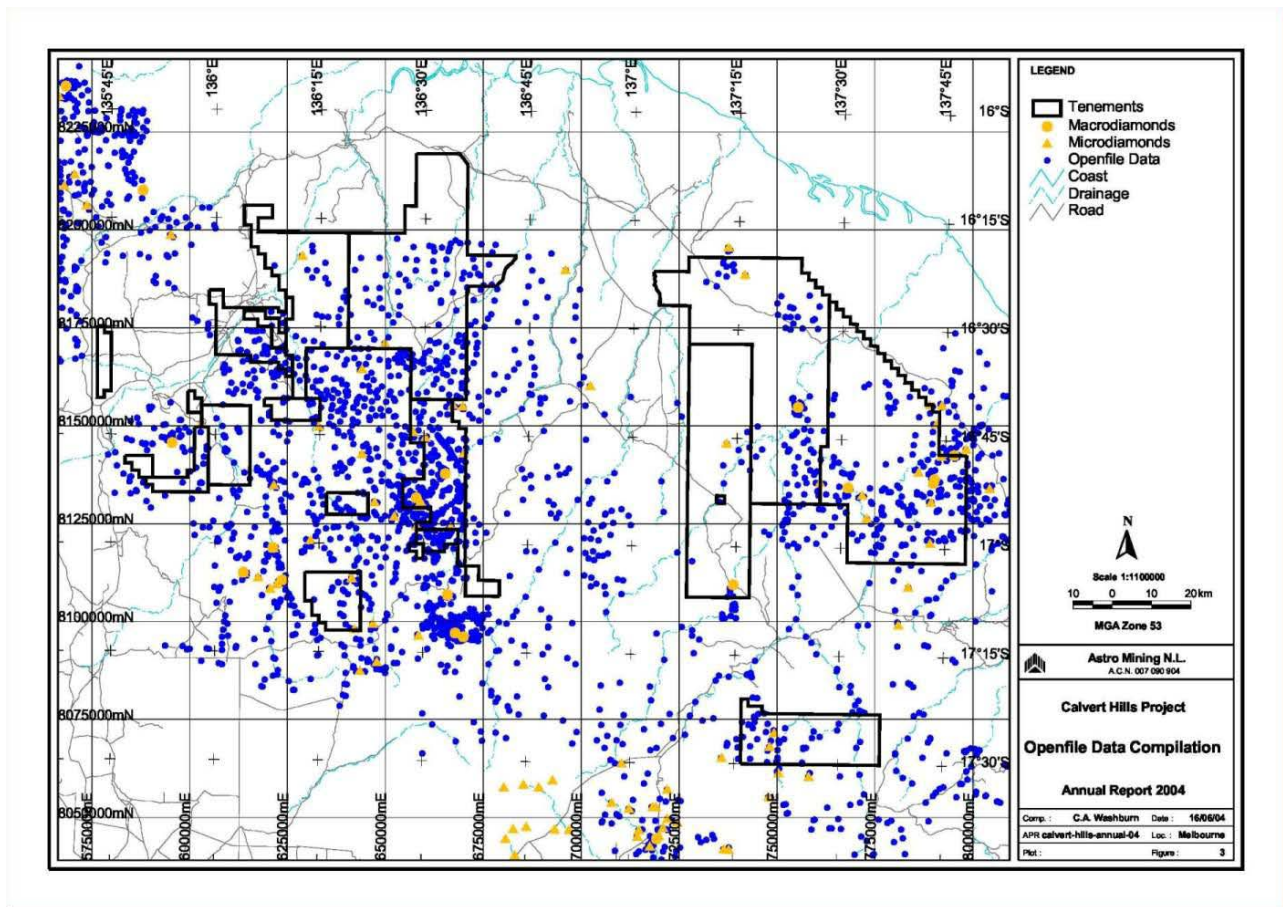 135°45'E
136°E
136°15'E
136°30'E
136°45'E
137°E
137°15'E
137°30'E
137°45'E
16°S
16°15'S
16°30'S
16°45'S
17°S
17°15'S
17°30'S
8225000mN
8200000mN
8175000mN
8150000mN
8125000mN
8100000mN
8075000mN
8050000mN
575000mE
600000mE
625000mE
650000mE
675000mE
700000mE
725000mE
750000mE
775000mE
800000mE
LEGEND
Tenements
Macrodiamonds
Microdiamonds
Openfile Data
Coast
Drainage
Road
N
Scale 1:1100000
10 0 10 20km
MGA Zone 53
Astro Mining N.L.
A.C.N. 007 090 904
Calvert Hills Project
Openfile Data Compilation
Annual Report 2004
Comp. : C.A. Washburn Date : 16/06/04
APR calvert-hills-annual-04 Loc. : Melbourne
Plot : Figure : 3